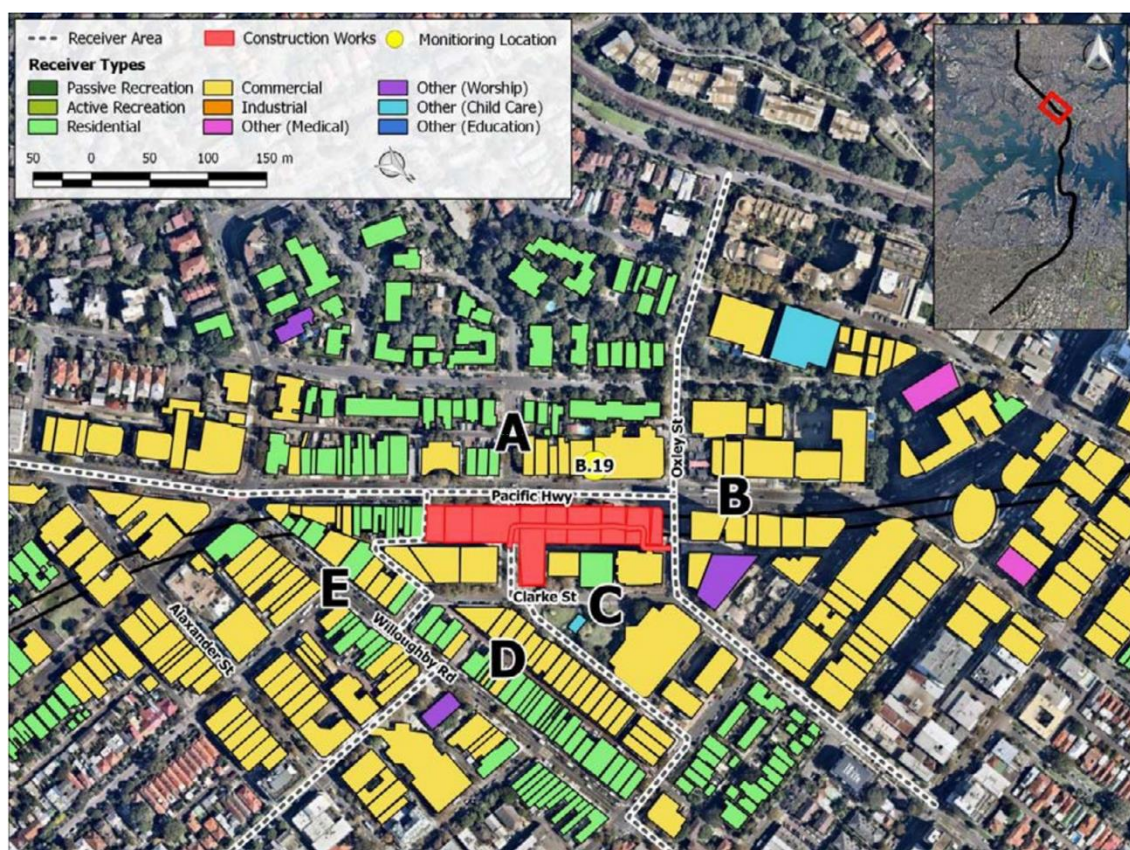 Receiver Area
Construction Works
Monitoring Location
Receiver Types
Passive Recreation
Commercial
Other (Worship)
Active Recreation
Industrial
Other (Child Care)
Residential
Other (Medical)
Other (Education)
50 0 50 100 150 m
N
A
B.19
Oxley St
Pacific Hwy
B
E
Clarke St
C
Alaxander St
Willoughby Rd
D